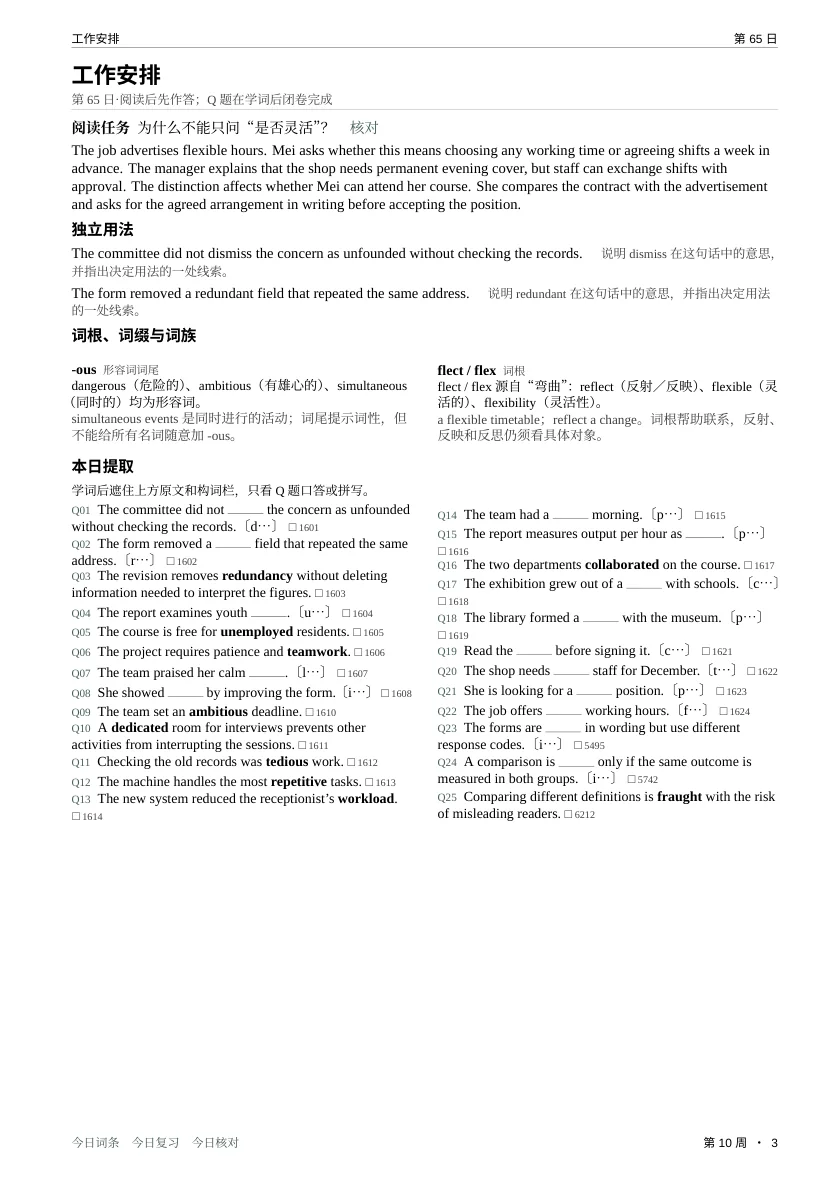 工作安排 第 65 日
工作安排
第 65 日·阅读后先作答；Q 题在学词后闭卷完成
阅读任务 为什么不能只问“是否灵活”？ 核对
The job advertises flexible hours. Mei asks whether this means choosing any working time or agreeing shifts a week in
advance. The manager explains that the shop needs permanent evening cover, but staff can exchange shifts with
approval. The distinction affects whether Mei can attend her course. She compares the contract with the advertisement
and asks for the agreed arrangement in writing before accepting the position.
独立用法
The committee did not dismiss the concern as unfounded without checking the records. 说明 dismiss 在这句话中的意思，
并指出决定用法的一处线索。
The form removed a redundant field that repeated the same address. 说明 redundant 在这句话中的意思，并指出决定用法
的一处线索。
词根、词缀与词族
-ous 形容词词尾
dangerous（危险的）、ambitious（有雄心的）、simultaneous
（同时的）均为形容词。
simultaneous events 是同时进行的活动；词尾提示词性，但
不能给所有名词随意加 -ous。
flect / flex 词根
flect / flex 源自“弯曲”：reflect（反射／反映）、flexible（灵
活的）、flexibility（灵活性）。
a flexible timetable；reflect a change。词根帮助联系，反射、
反映和反思仍须看具体对象。
本日提取
学词后遮住上方原文和构词栏，只看 Q 题口答或拼写。
Q01 The committee did not _____ the concern as unfounded
without checking the records.〔d···〕 □ 1601
Q02 The form removed a _____ field that repeated the same
address.〔r···〕 □ 1602
Q03 The revision removes redundancy without deleting
information needed to interpret the figures. □ 1603
Q04 The report examines youth _____.〔u···〕 □ 1604
Q05 The course is free for unemployed residents. □ 1605
Q06 The project requires patience and teamwork. □ 1606
Q07 The team praised her calm _____.〔l···〕 □ 1607
Q08 She showed _____ by improving the form.〔i···〕 □ 1608
Q09 The team set an ambitious deadline. □ 1610
Q10 A dedicated room for interviews prevents other
activities from interrupting the sessions. □ 1611
Q11 Checking the old records was tedious work. □ 1612
Q12 The machine handles the most repetitive tasks. □ 1613
Q13 The new system reduced the receptionist’s workload.
□ 1614
Q14 The team had a _____ morning.〔p···〕 □ 1615
Q15 The report measures output per hour as _____.〔p···〕
□ 1616
Q16 The two departments collaborated on the course. □ 1617
Q17 The exhibition grew out of a _____ with schools.〔c···〕
□ 1618
Q18 The library formed a _____ with the museum.〔p···〕
□ 1619
Q19 Read the _____ before signing it.〔c···〕 □ 1621
Q20 The shop needs _____ staff for December.〔t···〕 □ 1622
Q21 She is looking for a _____ position.〔p···〕 □ 1623
Q22 The job offers _____ working hours.〔f···〕 □ 1624
Q23 The forms are _____ in wording but use different
response codes.〔i···〕 □ 5495
Q24 A comparison is _____ only if the same outcome is
measured in both groups.〔i···〕 □ 5742
Q25 Comparing different definitions is fraught with the risk
of misleading readers. □ 6212
今日词条 今日复习 今日核对 第 10 周 · 3